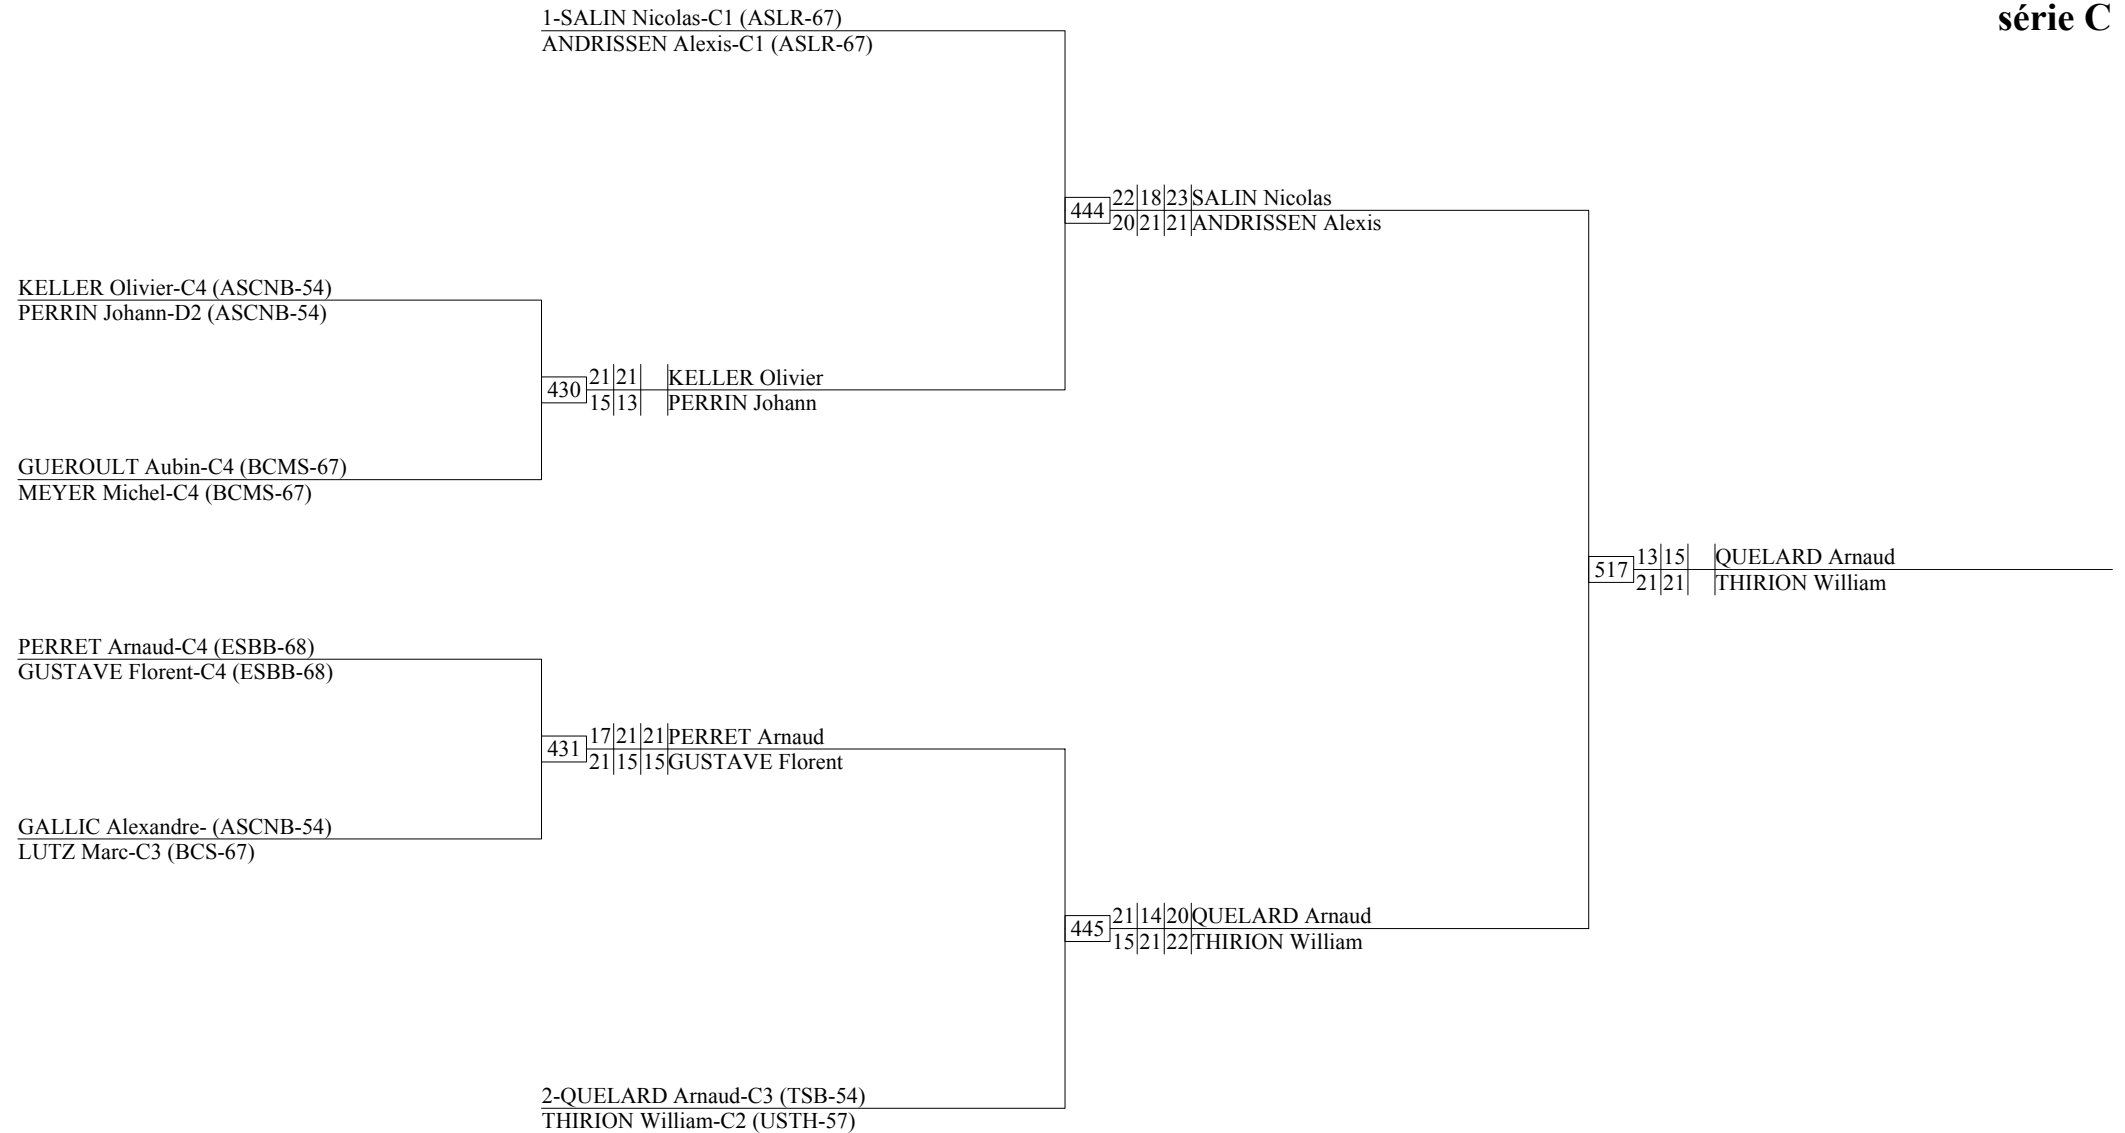 série C
1-SALIN Nicolas-C1 (ASLR-67)
ANDRISSEN Alexis-C1 (ASLR-67)
444 22 18 23 SALIN Nicolas
20 21 21 ANDRISSEN Alexis
KELLER Olivier-C4 (ASCNB-54)
PERRIN Johann-D2 (ASCNB-54)
430 21 21 KELLER Olivier
15 13 PERRIN Johann
GUEROULT Aubin-C4 (BCMS-67)
MEYER Michel-C4 (BCMS-67)
517 13 15 QUELARD Arnaud
21 21 THIRION William
PERRET Arnaud-C4 (ESBB-68)
GUSTAVE Florent-C4 (ESBB-68)
431 17 21 21 PERRET Arnaud
21 15 15 GUSTAVE Florent
GALLIC Alexandre- (ASCNB-54)
LUTZ Marc-C3 (BCS-67)
445 21 14 20 QUELARD Arnaud
15 21 22 THIRION William
2-QUELARD Arnaud-C3 (TSB-54)
THIRION William-C2 (USTH-57)